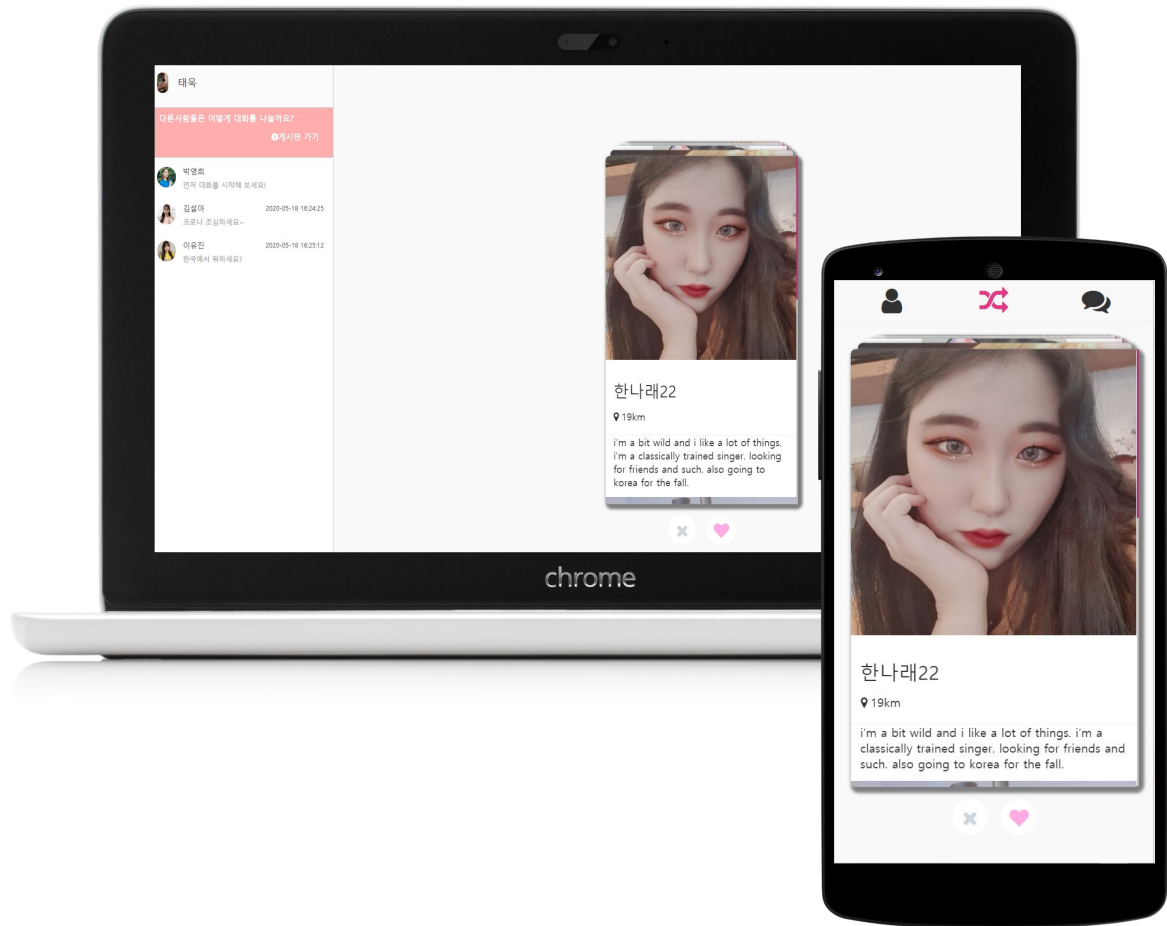 태욱
다른사람들은 어떻게 대화를 나눌까요?
게시판 가기
박영희
먼저 대화를 시작해 보세요!
김설아 2020-05-18 16:24:25
코로나 조심하세요~
이유진 2020-05-18 16:25:12
한국에서 뭐하세요?
한나래22
19km
i'm a bit wild and i like a lot of things.
i'm a classically trained singer. looking
for friends and such. also going to
korea for the fall.
chrome
한나래22
19km
i'm a bit wild and i like a lot of things. i'm a
classically trained singer. looking for friends and
such. also going to korea for the fall.